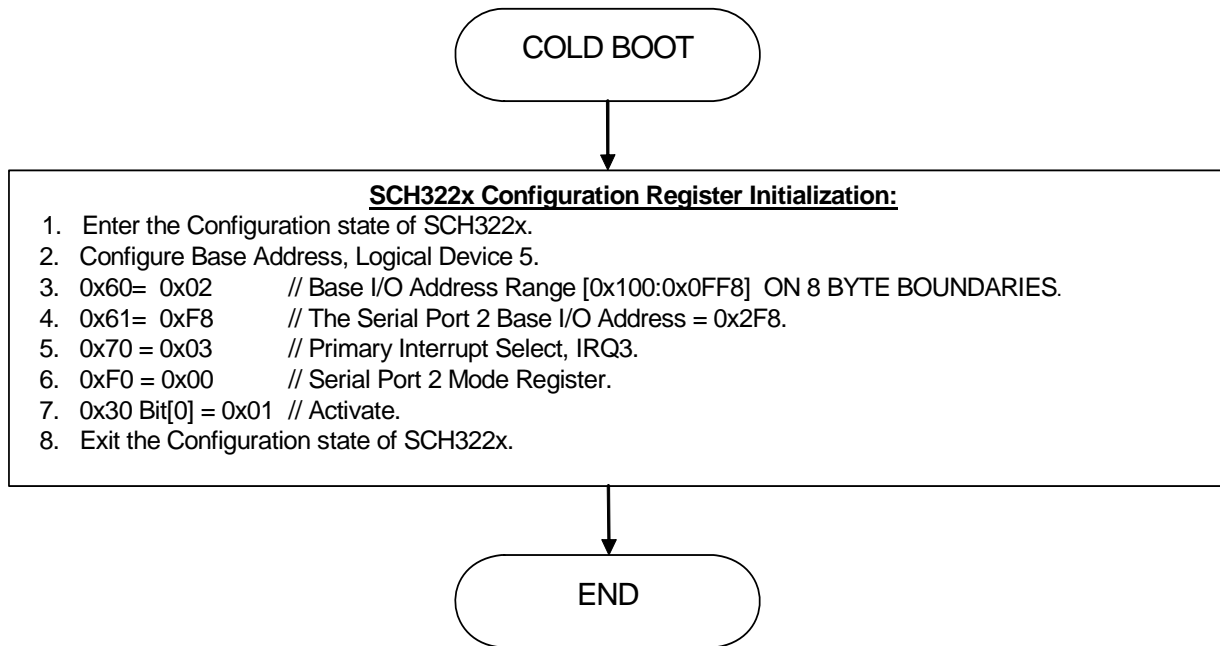 COLD BOOT
SCH322x Configuration Register Initialization:
1. Enter the Configuration state of SCH322x.
2. Configure Base Address, Logical Device 5.
3. 0x60= 0x02 // Base I/O Address Range [0x100:0x0FF8] ON 8 BYTE BOUNDARIES.
4. 0x61= 0xF8 // The Serial Port 2 Base I/O Address = 0x2F8.
5. 0x70 = 0x03 // Primary Interrupt Select, IRQ3.
6. 0xF0 = 0x00 // Serial Port 2 Mode Register.
7. 0x30 Bit[0] = 0x01 // Activate.
8. Exit the Configuration state of SCH322x.
END